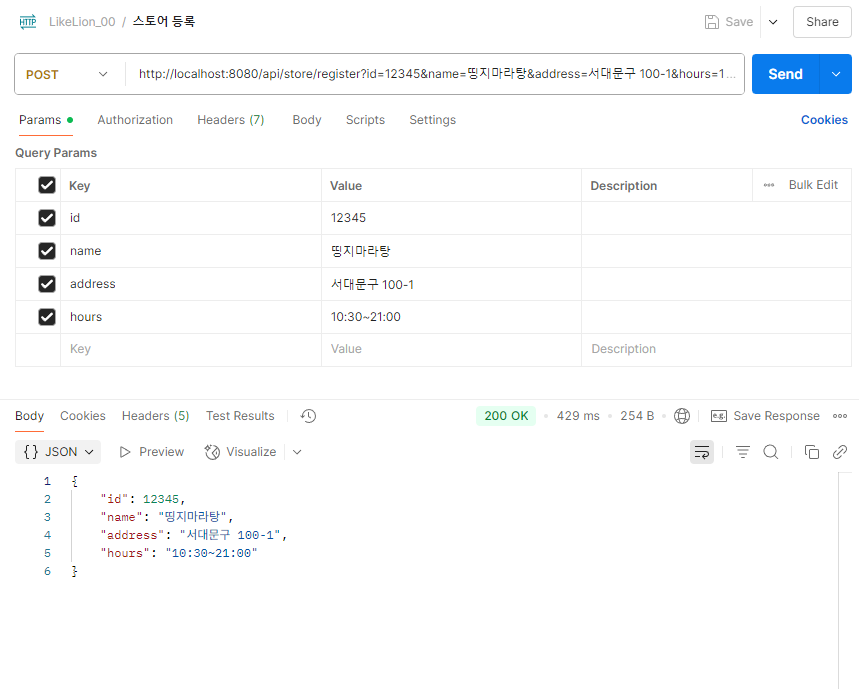 HTTP LikeLion_00 / 스토어 등록 Save Share
POST http://localhost:8080/api/store/register?id=12345&name=띵지마라탕&address=서대문구 100-1&hours=1... Send
Params Authorization Headers (7) Body Scripts Settings Cookies
Query Params
Key Value Description Bulk Edit
id 12345
name 띵지마라탕
address 서대문구 100-1
hours 10:30~21:00
Key Value Description
Body Cookies Headers (5) Test Results 200 OK 429 ms 254 B e.g. Save Response
{} JSON Preview Visualize
1 {
2 "id": 12345,
3 "name": "띵지마라탕",
4 "address": "서대문구 100-1",
5 "hours": "10:30~21:00"
6 }